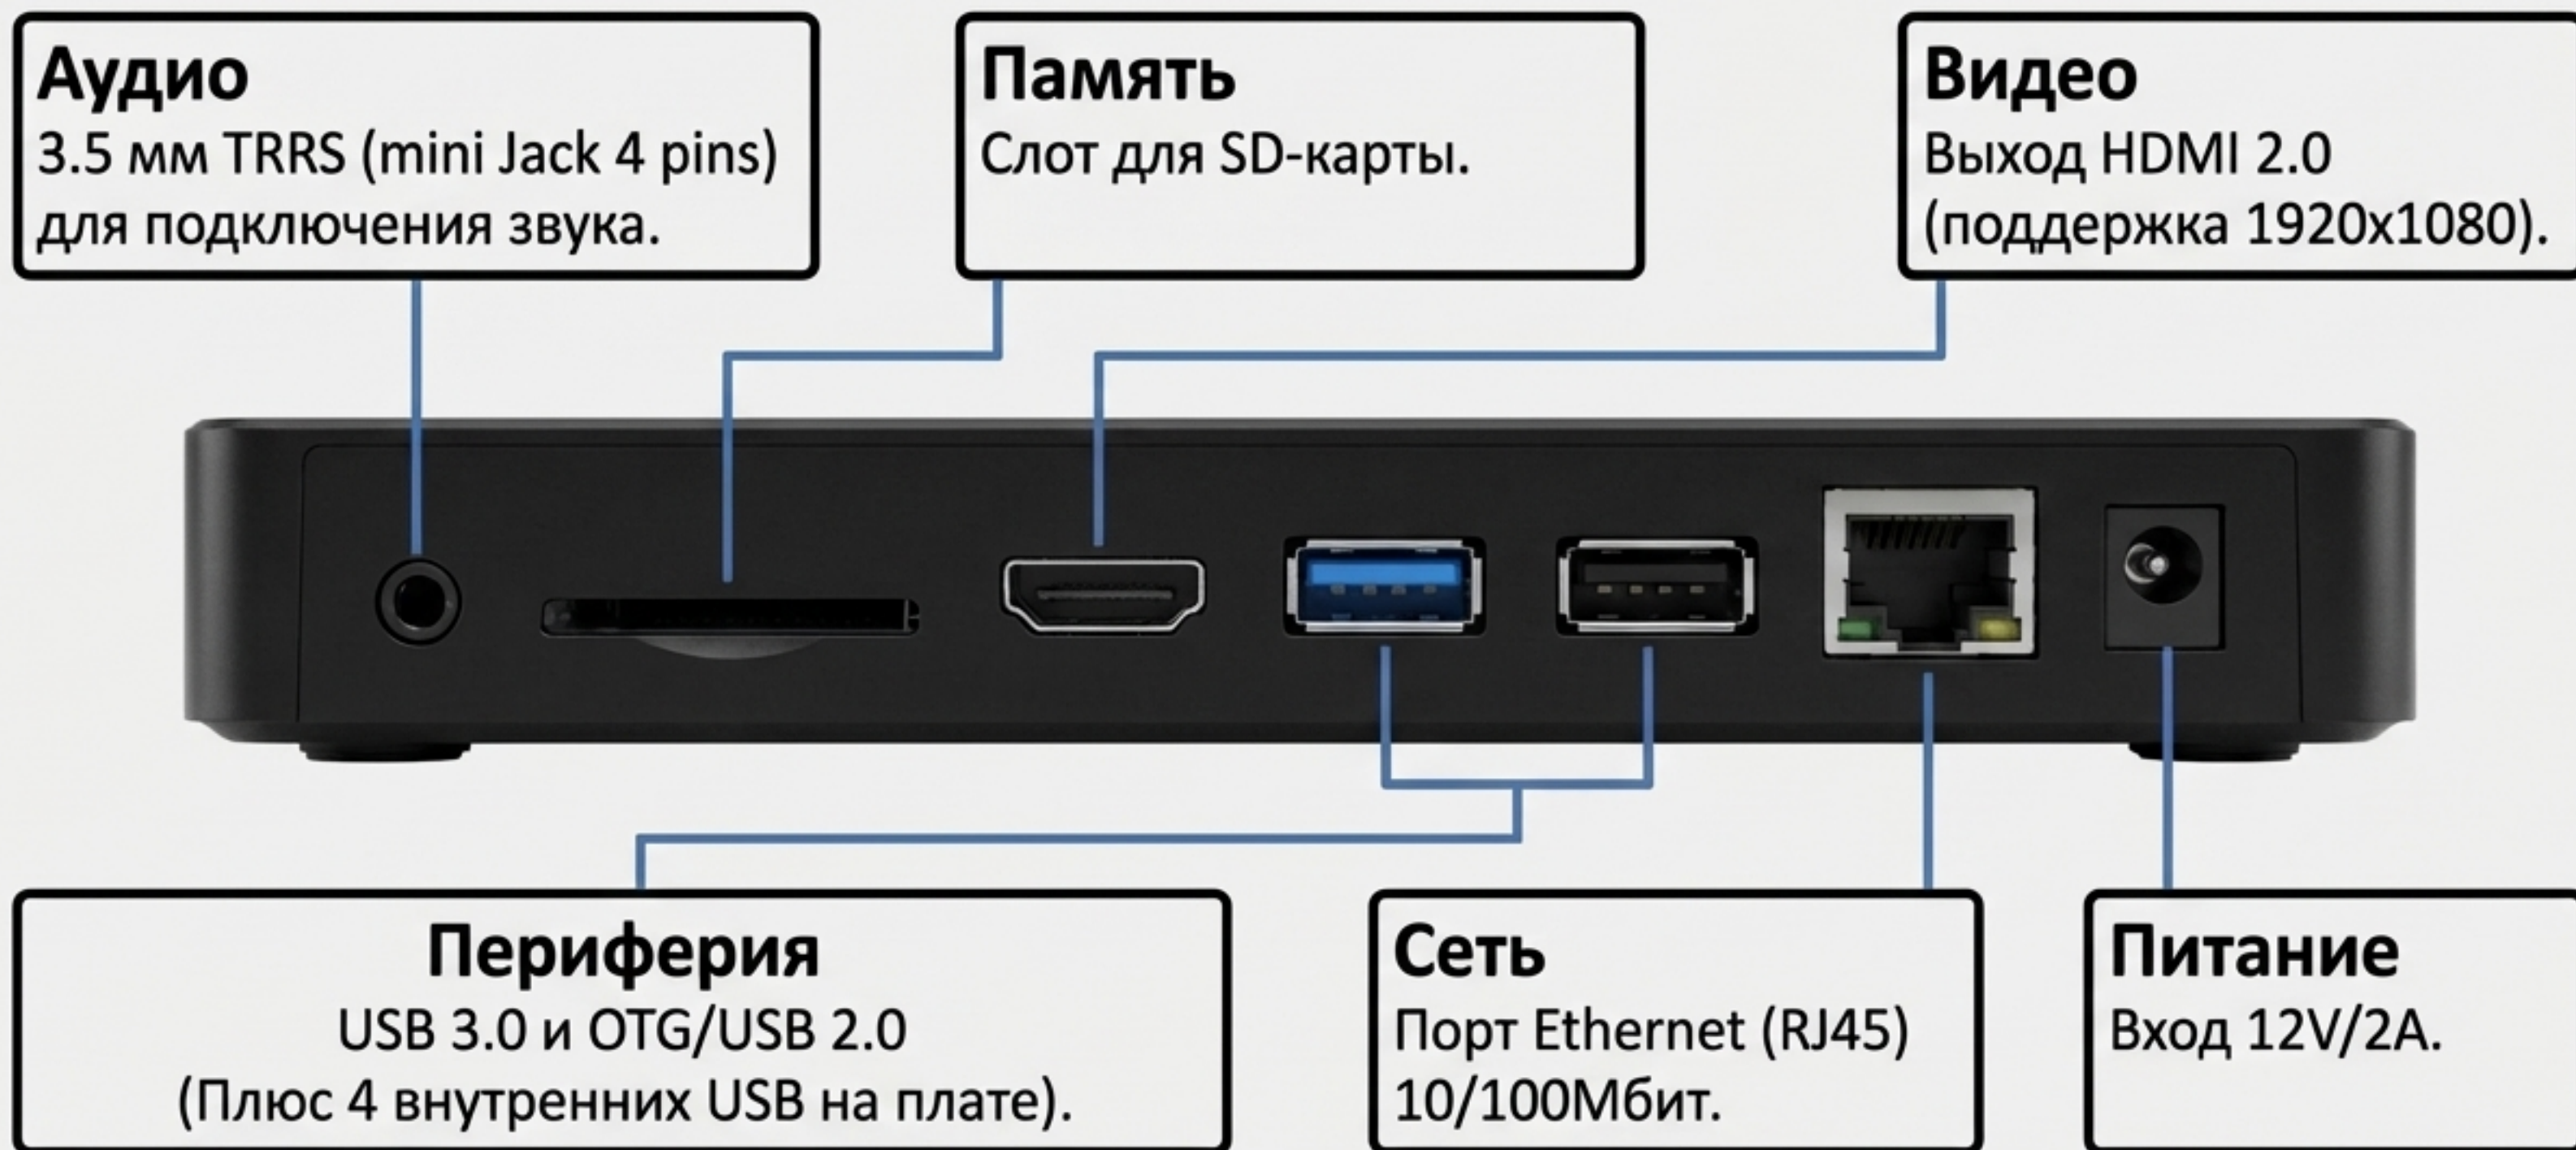 Аудио
3.5 мм TRRS (mini Jack 4 pins)
для подключения звука.
Память
Слот для SD-карты.
Видео
Выход HDMI 2.0
(поддержка 1920x1080).
Периферия
USB 3.0 и OTG/USB 2.0
(Плюс 4 внутренних USB на плате).
Сеть
Порт Ethernet (RJ45)
10/100Мбит.
Питание
Вход 12V/2A.